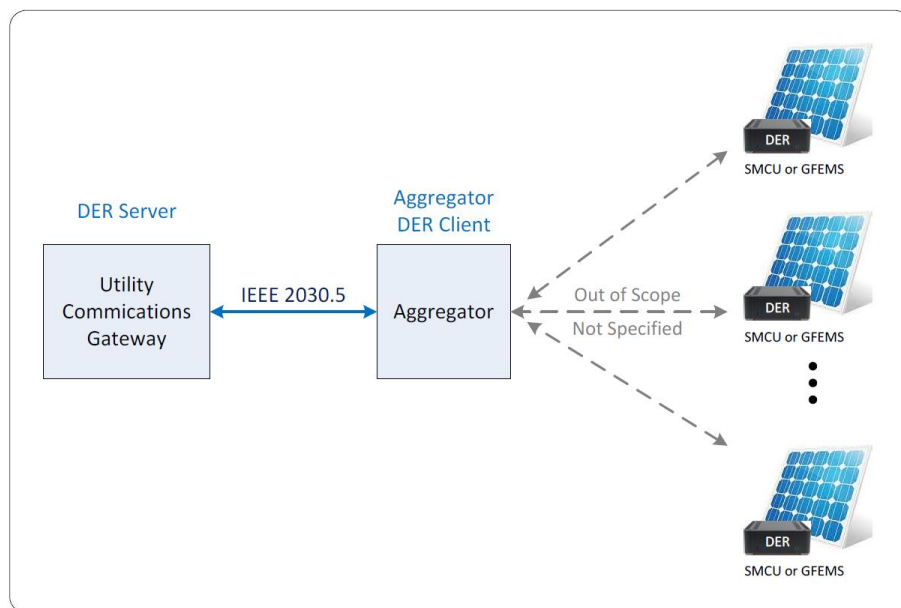 DER Server
Utility
Commications
Gateway
IEEE 2030.5
Aggregator
DER Client
Aggregator
Out of Scope
Not Specified
DER
SMCU or GFEMS
DER
SMCU or GFEMS
DER
SMCU or GFEMS